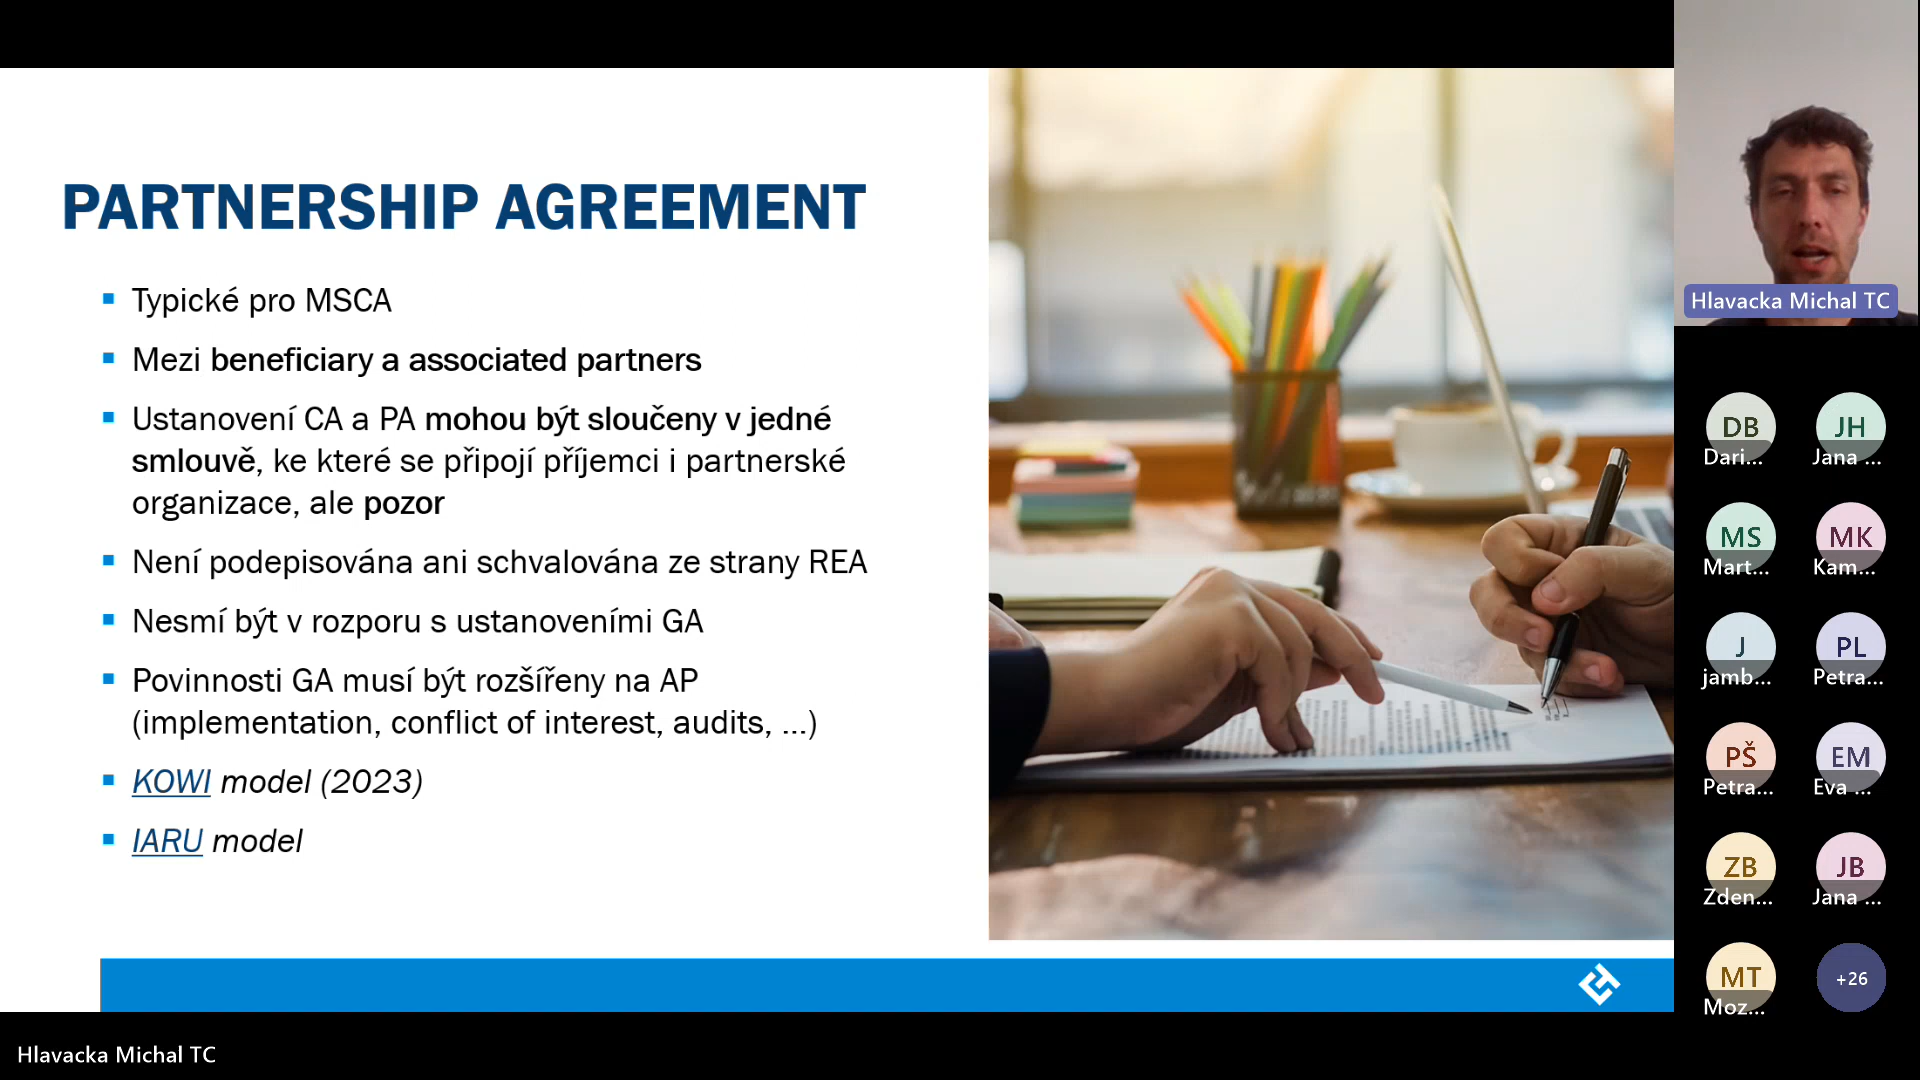 PARTNERSHIP AGREEMENT
Typické pro MSCA
Mezi beneficiary a associated partners
Ustanovení CA a PA mohou být sloučeny v jedné
smlouvě, ke které se připojí příjemci i partnerské
organizace, ale pozor
Není podepisována ani schvalována ze strany REA
Nesmí být v rozporu s ustanoveními GA
Povinnosti GA musí být rozšířeny na AP
(implementation, conflict of interest, audits, ...)
KOWI model (2023)
IARU model
Hlavacka Michal TC
DB
Dari...
JH
Jana ...
MS
Mart...
MK
Kam...
J
jamb...
PL
Petra...
PŠ
Petra...
EM
Eva ...
ZB
Zden...
JB
Jana ...
MT
Moz...
+26
Hlavacka Michal TC